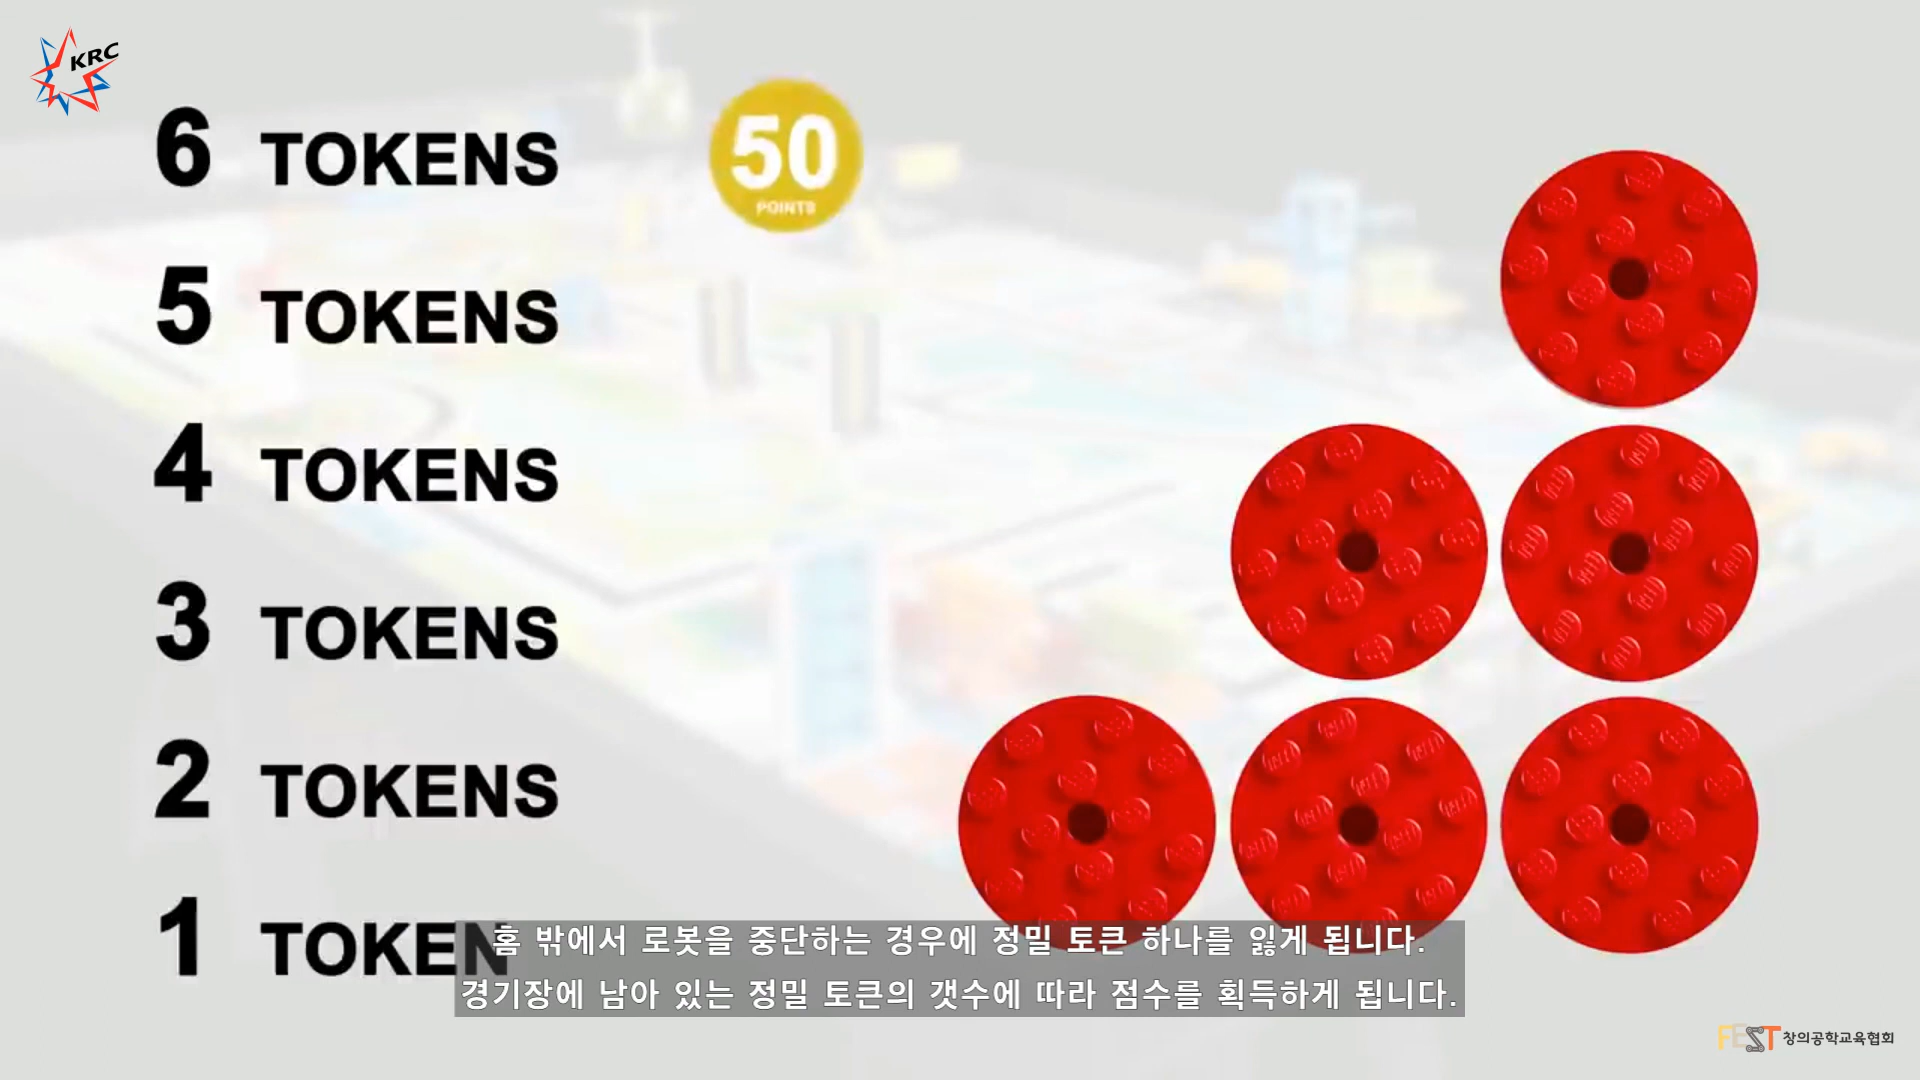 KRC
6 TOKENS
50
POINTS
5 TOKENS
4 TOKENS
3 TOKENS
2 TOKENS
1 TOKEN
홈 밖에서 로봇을 중단하는 경우에 정밀 토큰 하나를 잃게 됩니다.
경기장에 남아 있는 정밀 토큰의 갯수에 따라 점수를 획득하게 됩니다.
FEST 창의공학교육협회